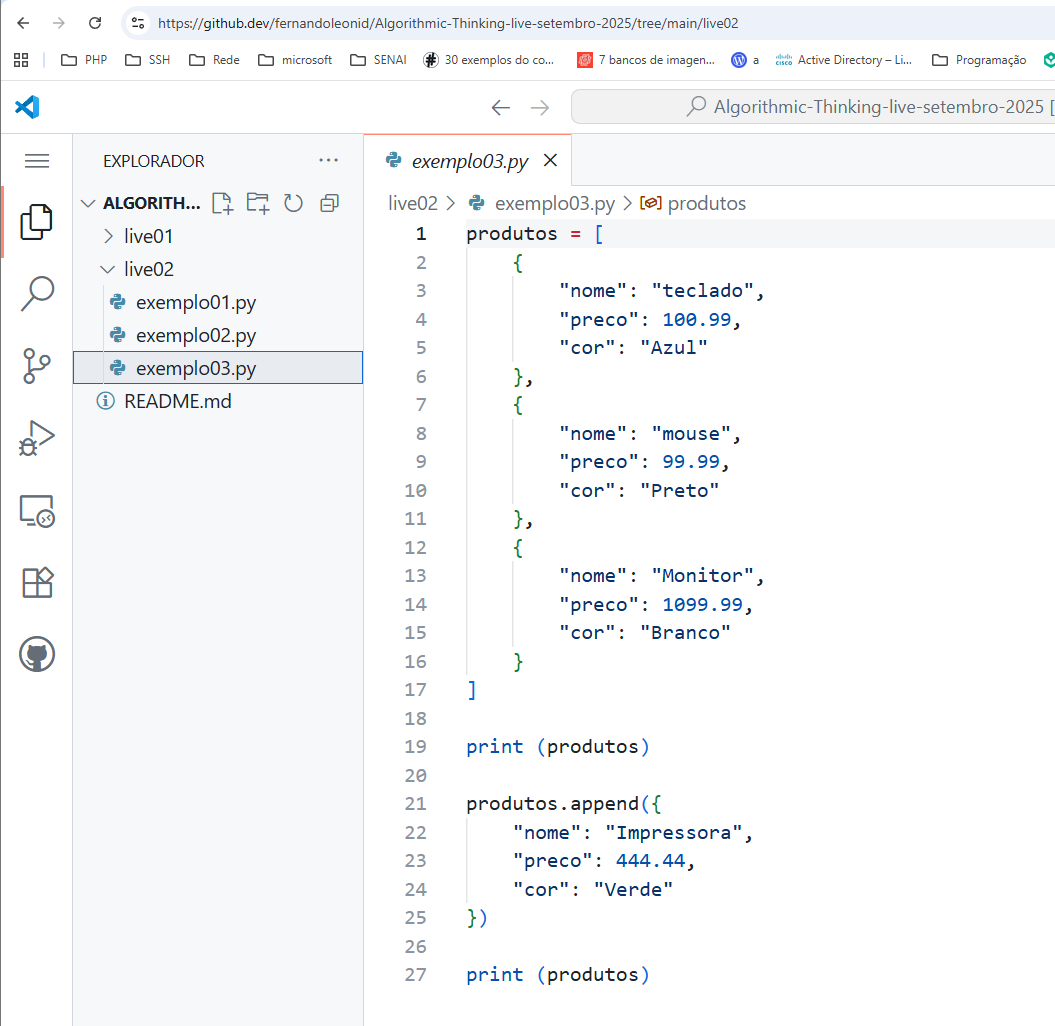 https://github.dev/fernandoleonid/Algorithmic-Thinking-live-setembro-2025/tree/main/live02
PHP SSH Rede microsoft SENAI 30 exemplos do co... 7 bancos de imagen... a Active Directory – Li... Programação
Algorithmic-Thinking-live-setembro-2025 [
EXPLORADOR ···
ALGORITH...
live01
live02
exemplo01.py
exemplo02.py
exemplo03.py
README.md
exemplo03.py
live02 > exemplo03.py > produtos
1 produtos = [
2     {
3         "nome": "teclado",
4         "preco": 100.99,
5         "cor": "Azul"
6     },
7     {
8         "nome": "mouse",
9         "preco": 99.99,
10         "cor": "Preto"
11     },
12     {
13         "nome": "Monitor",
14         "preco": 1099.99,
15         "cor": "Branco"
16     }
17 ]
18
19 print (produtos)
20
21 produtos.append({
22     "nome": "Impressora",
23     "preco": 444.44,
24     "cor": "Verde"
25 })
26
27 print (produtos)